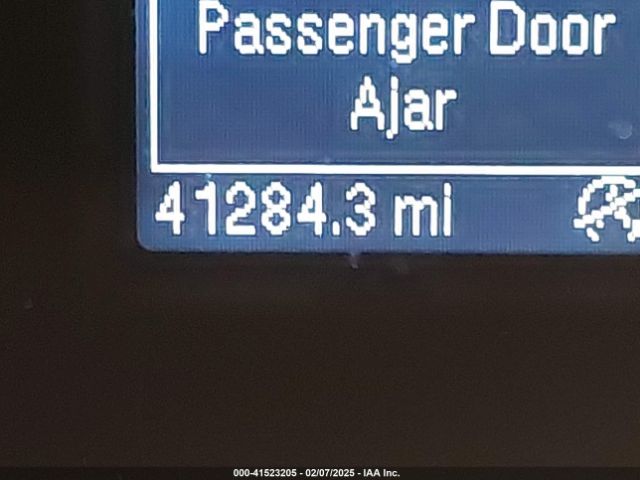 Passenger Door
Ajar
41284.3 mi
000-41523205 - 02/07/2025 - IAA Inc.